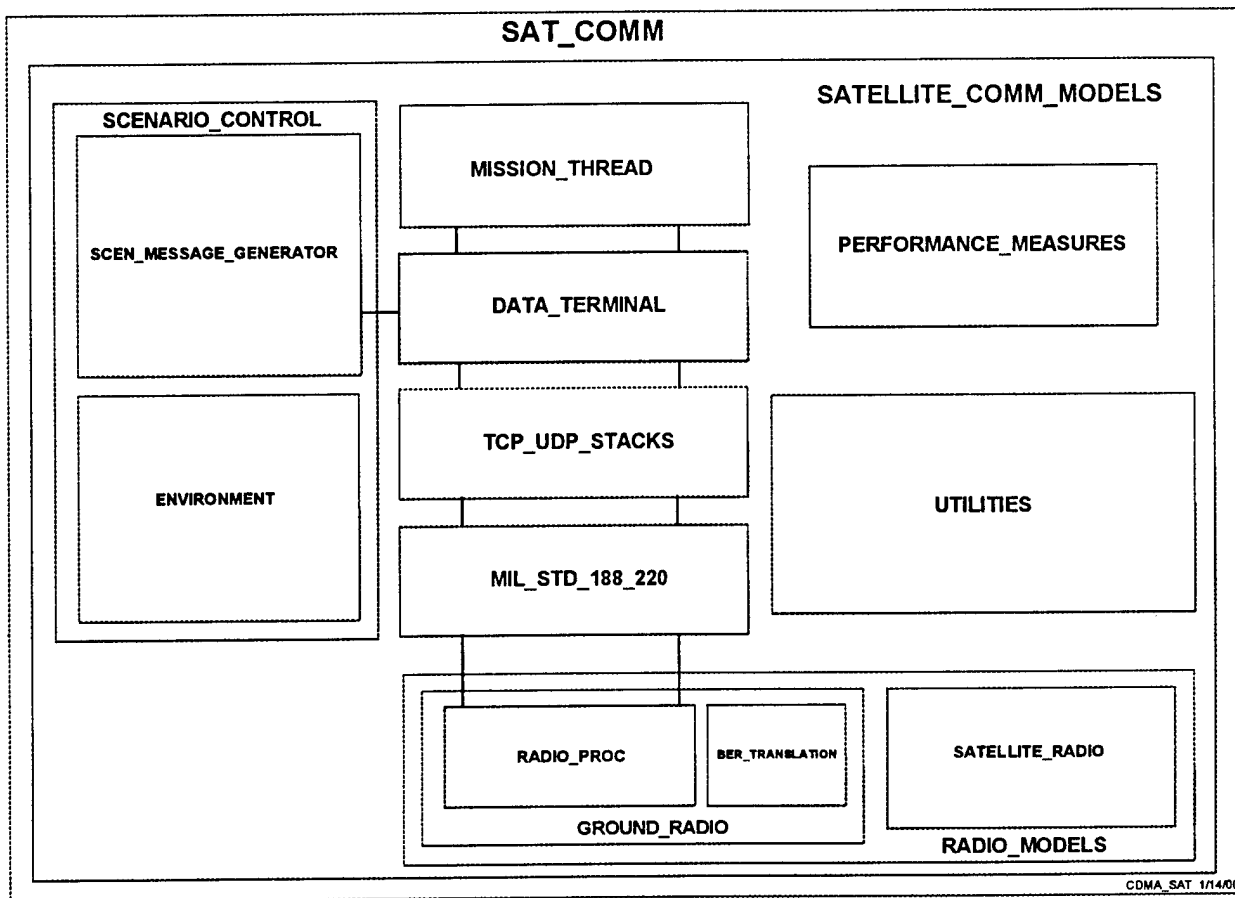 SAT_COMM
SATELLITE_COMM_MODELS
SCENARIO_CONTROL
SCEN_MESSAGE_GENERATOR
ENVIRONMENT
MISSION_THREAD
DATA_TERMINAL
TCP_UDP_STACKS
MIL_STD_188_220
PERFORMANCE_MEASURES
UTILITIES
RADIO_PROC
BER_TRANSLATION
GROUND_RADIO
SATELLITE_RADIO
RADIO_MODELS
CDMA_SAT